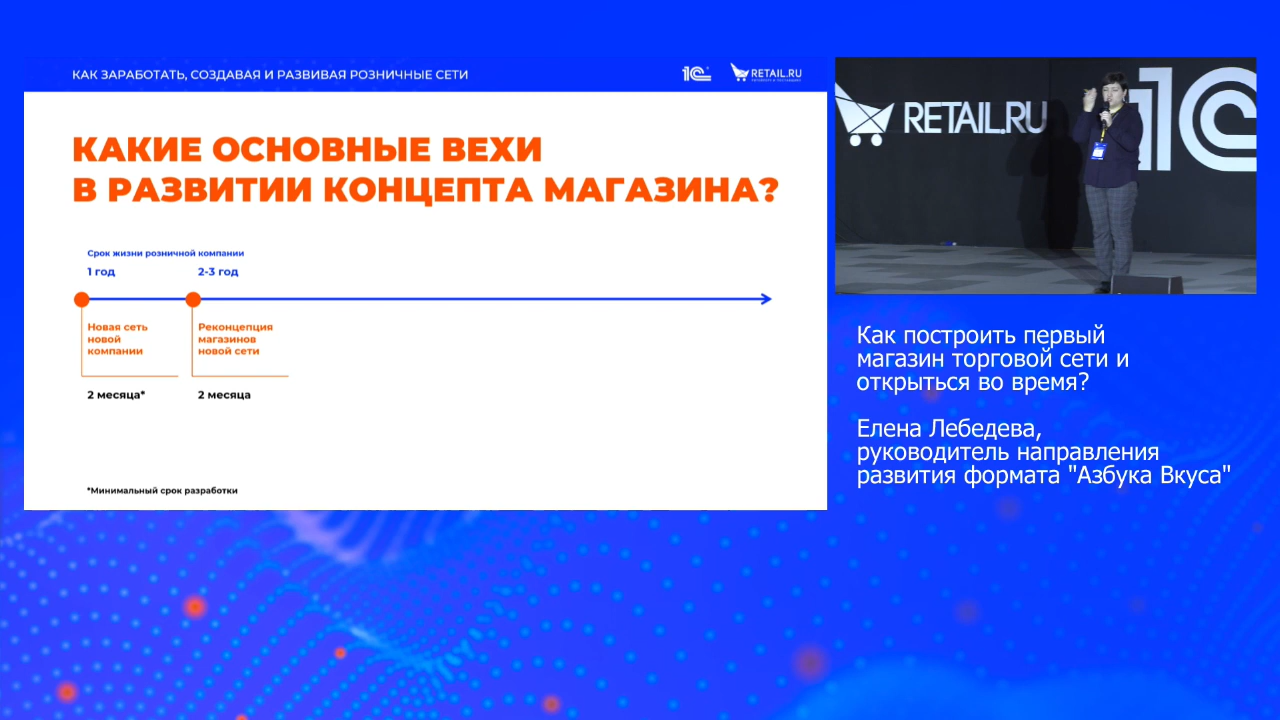 КАК ЗАРАБОТАТЬ, СОЗДАВАЯ И РАЗВИВАЯ РОЗНИЧНЫЕ СЕТИ
1С
RETAIL.RU
КАКИЕ ОСНОВНЫЕ ВЕХИ
В РАЗВИТИИ КОНЦЕПТА МАГАЗИНА?
Срок жизни розничной компании
1 год
2-3 год
Новая сеть
новой
компании
Реконцепция
магазинов
новой сети
2 месяца*
2 месяца
*Минимальный срок разработки
RETAIL.RU
1С
Как построить первый
магазин торговой сети и
открыться во время?
Елена Лебедева,
руководитель направления
развития формата "Азбука Вкуса"